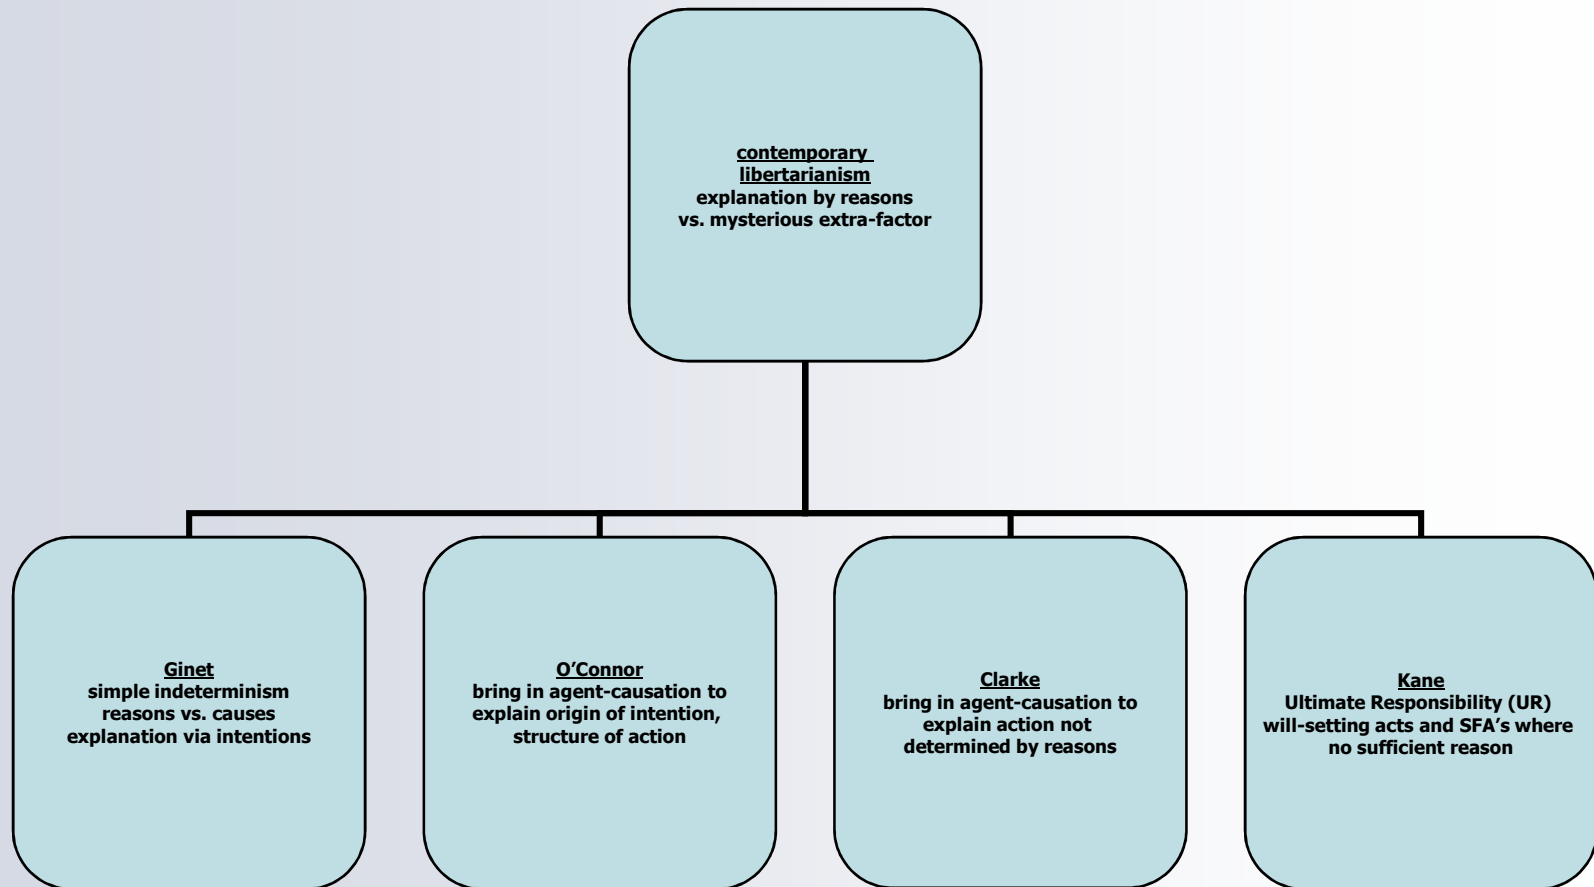 contemporary
libertarianism
explanation by reasons
vs. mysterious extra-factor
Ginet
simple indeterminism
reasons vs. causes
explanation via intentions
O’Connor
bring in agent-causation to
explain origin of intention,
structure of action
Clarke
bring in agent-causation to
explain action not
determined by reasons
Kane
Ultimate Responsibility (UR)
will-setting acts and SFA’s where
no sufficient reason